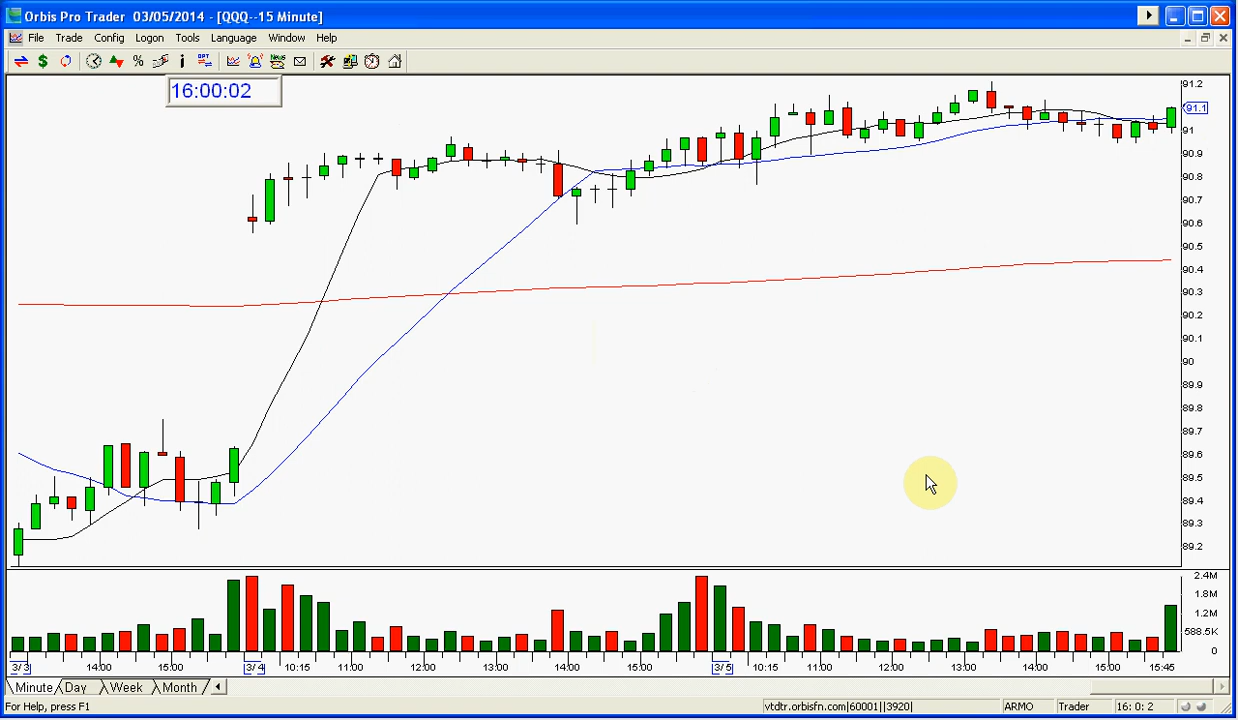 Orbis Pro Trader 03/05/2014 - [QQQ--15 Minute]
File Trade Config Logon Tools Language Window Help
16:00:02
91.2
91.1
91
90.9
90.8
90.7
90.6
90.5
90.4
90.3
90.2
90.1
90
89.9
89.8
89.7
89.6
89.5
89.4
89.3
89.2
2.4M
1.8M
1.2M
588.5K
0
3/ 3 14:00 15:00 3/ 4 10:15 11:00 12:00 13:00 14:00 15:00 3/ 5 10:15 11:00 12:00 13:00 14:00 15:00 15:45
Minute Day Week Month
For Help, press F1 vtdtr.orbisfn.com|60001||3920| ARMO Trader 16: 0: 2